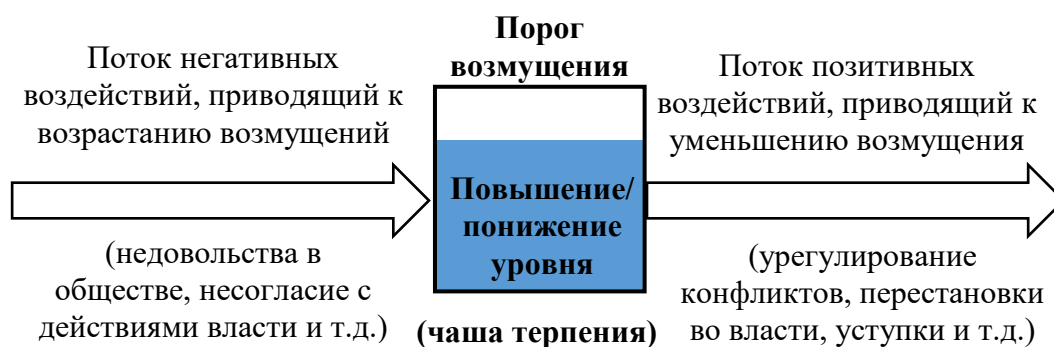 Поток негативных
воздействий, приводящий к
возрастанию возмущений
(недовольства в
обществе, несогласие с
действиями власти и т.д.)
Порог
возмущения
Повышение/
понижение
уровня
(чаша терпения)
Поток позитивных
воздействий, приводящий к
уменьшению возмущения
(урегулирование
конфликтов, перестановки
во власти, уступки и т.д.)